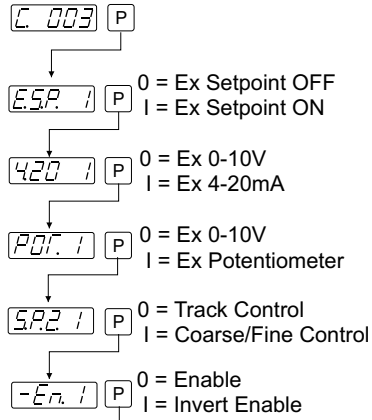 C. 003 P
E.S.P. 1 P 0 = Ex Setpoint OFF
I = Ex Setpoint ON
4.20 1 P 0 = Ex 0-10V
I = Ex 4-20mA
POT. 1 P 0 = Ex 0-10V
I = Ex Potentiometer
S.P.2. 1 P 0 = Track Control
I = Coarse/Fine Control
-En. 1 P 0 = Enable
I = Invert Enable